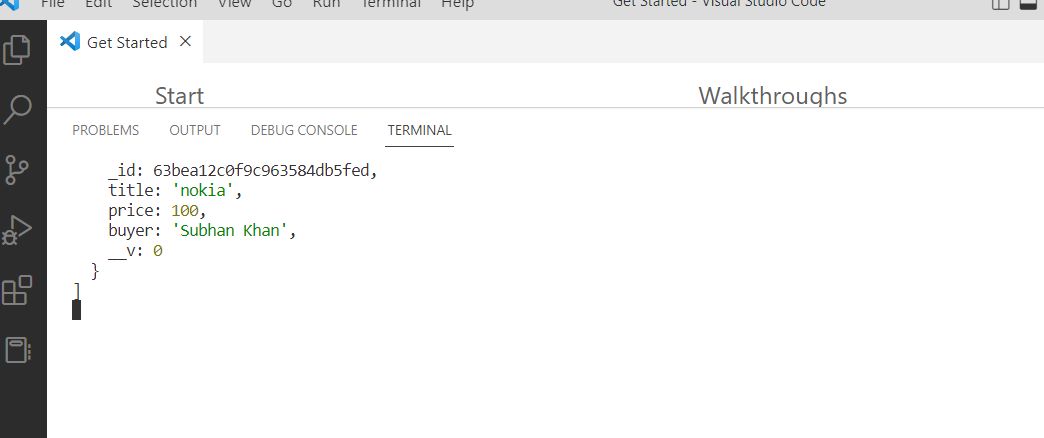 File Edit Selection View Go Run Terminal Help Get Started - Visual Studio Code
Get Started
Start Walkthroughs
PROBLEMS OUTPUT DEBUG CONSOLE TERMINAL
_id: 63bea12c0f9c963584db5fed,
title: 'nokia',
price: 100,
buyer: 'Subhan Khan',
__v: 0
}
]